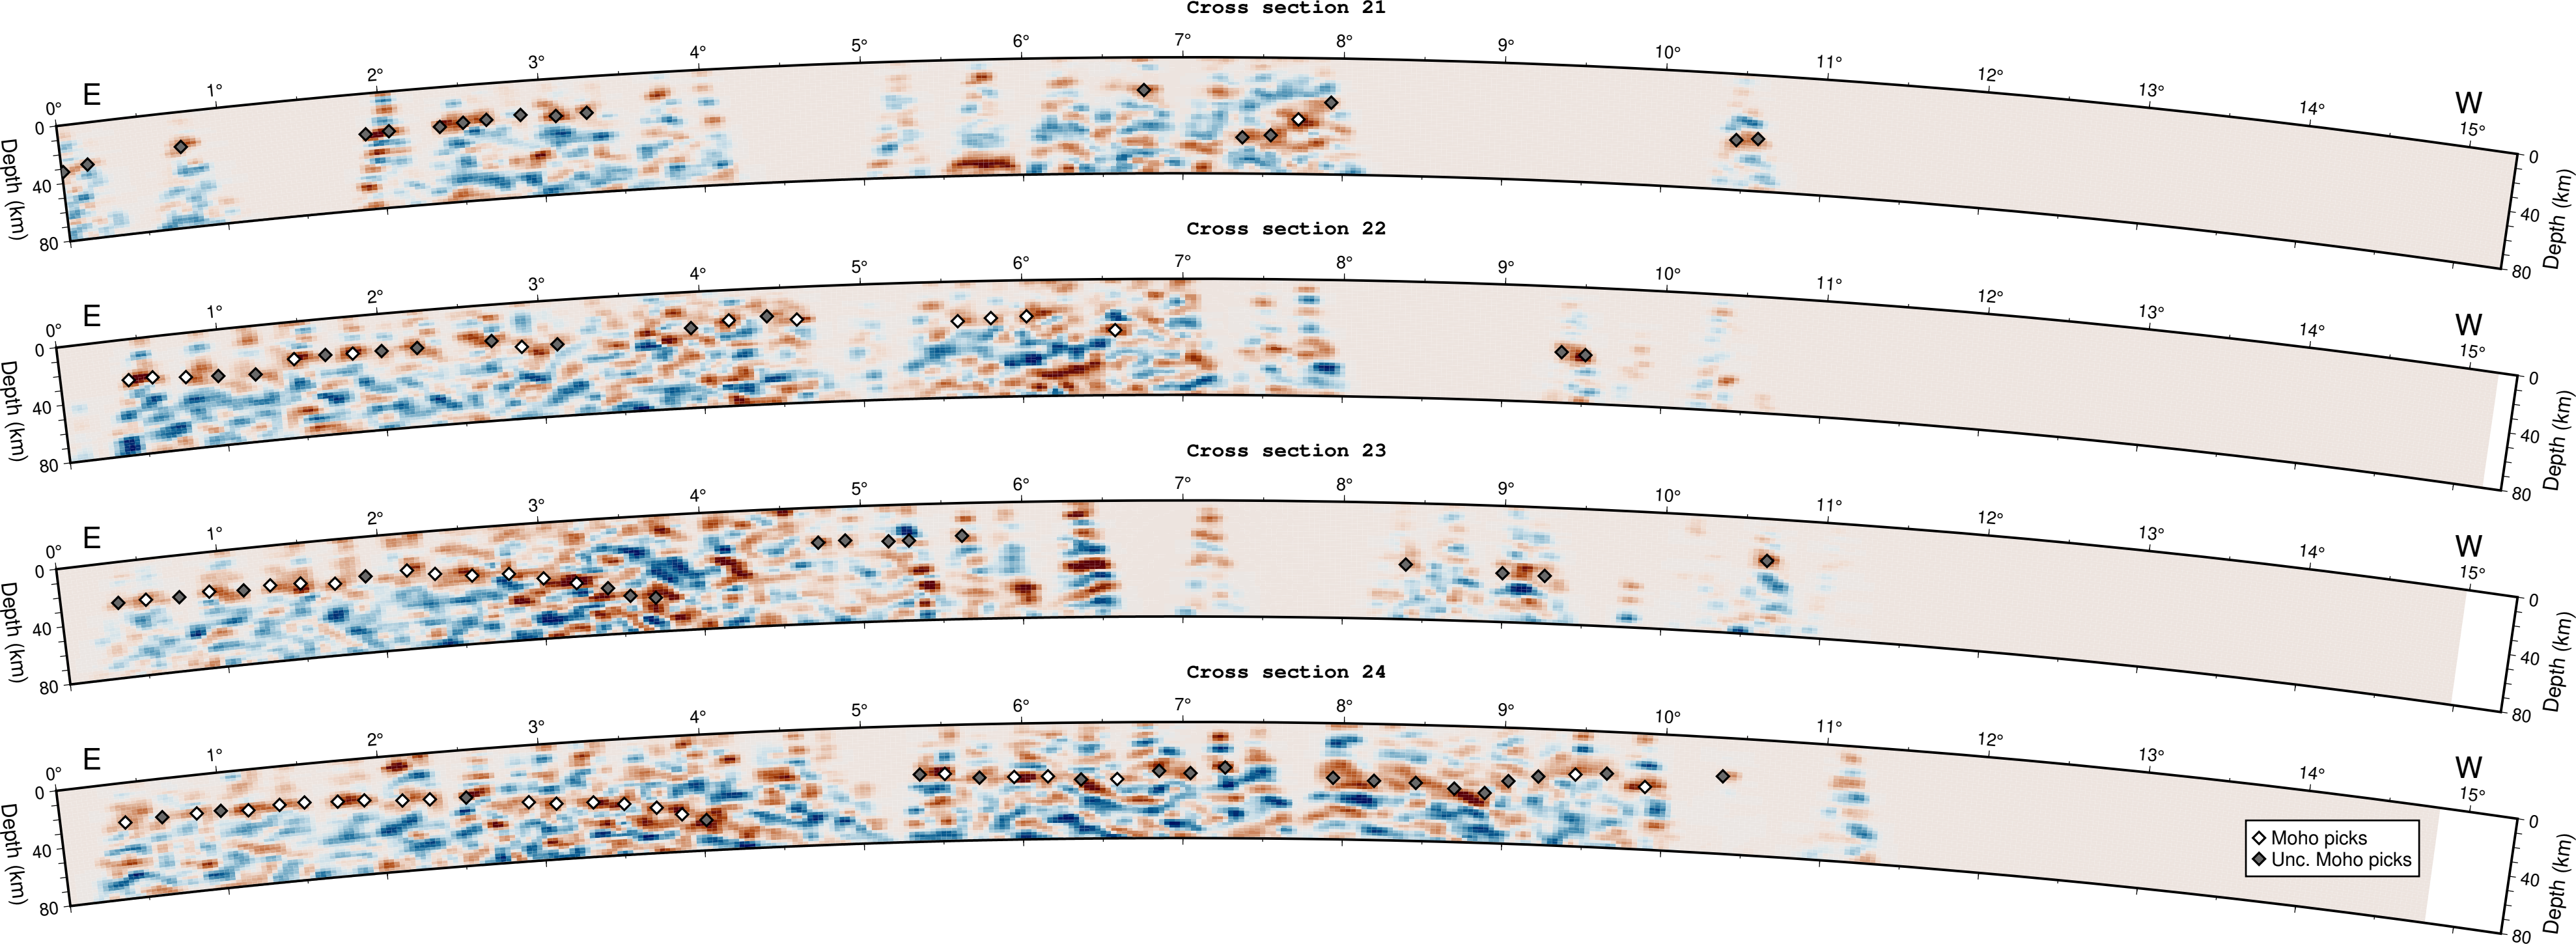 Cross section 21
0° 1° 2° 3° 4° 5° 6° 7° 8° 9° 10° 11° 12° 13° 14° 15°
E W
0 40 80 Depth (km)
0 40 80 Depth (km)
Cross section 22
0° 1° 2° 3° 4° 5° 6° 7° 8° 9° 10° 11° 12° 13° 14° 15°
E W
0 40 80 Depth (km)
0 40 80 Depth (km)
Cross section 23
0° 1° 2° 3° 4° 5° 6° 7° 8° 9° 10° 11° 12° 13° 14° 15°
E W
0 40 80 Depth (km)
0 40 80 Depth (km)
Cross section 24
0° 1° 2° 3° 4° 5° 6° 7° 8° 9° 10° 11° 12° 13° 14° 15°
E W
0 40 80 Depth (km)
0 40 80 Depth (km)
Moho picks
Unc. Moho picks